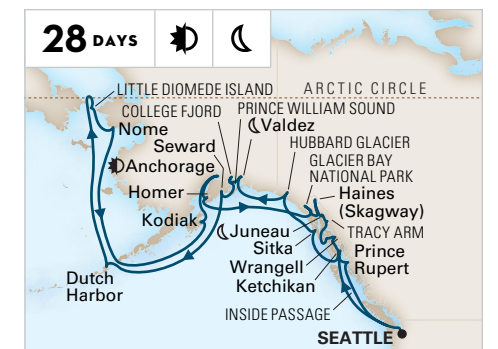 28 DAYS
LITTLE DIOMEDE ISLAND
ARCTIC CIRCLE
COLLEGE FJORD
PRINCE WILLIAM SOUND
Nome
Valdez
Seward
HUBBARD GLACIER
Anchorage
GLACIER BAY
NATIONAL PARK
Homer
Haines
(Skagway)
Kodiak
Juneau
TRACY ARM
Sitka
Prince
Rupert
Wrangell
Ketchikan
Dutch
Harbor
INSIDE PASSAGE
SEATTLE